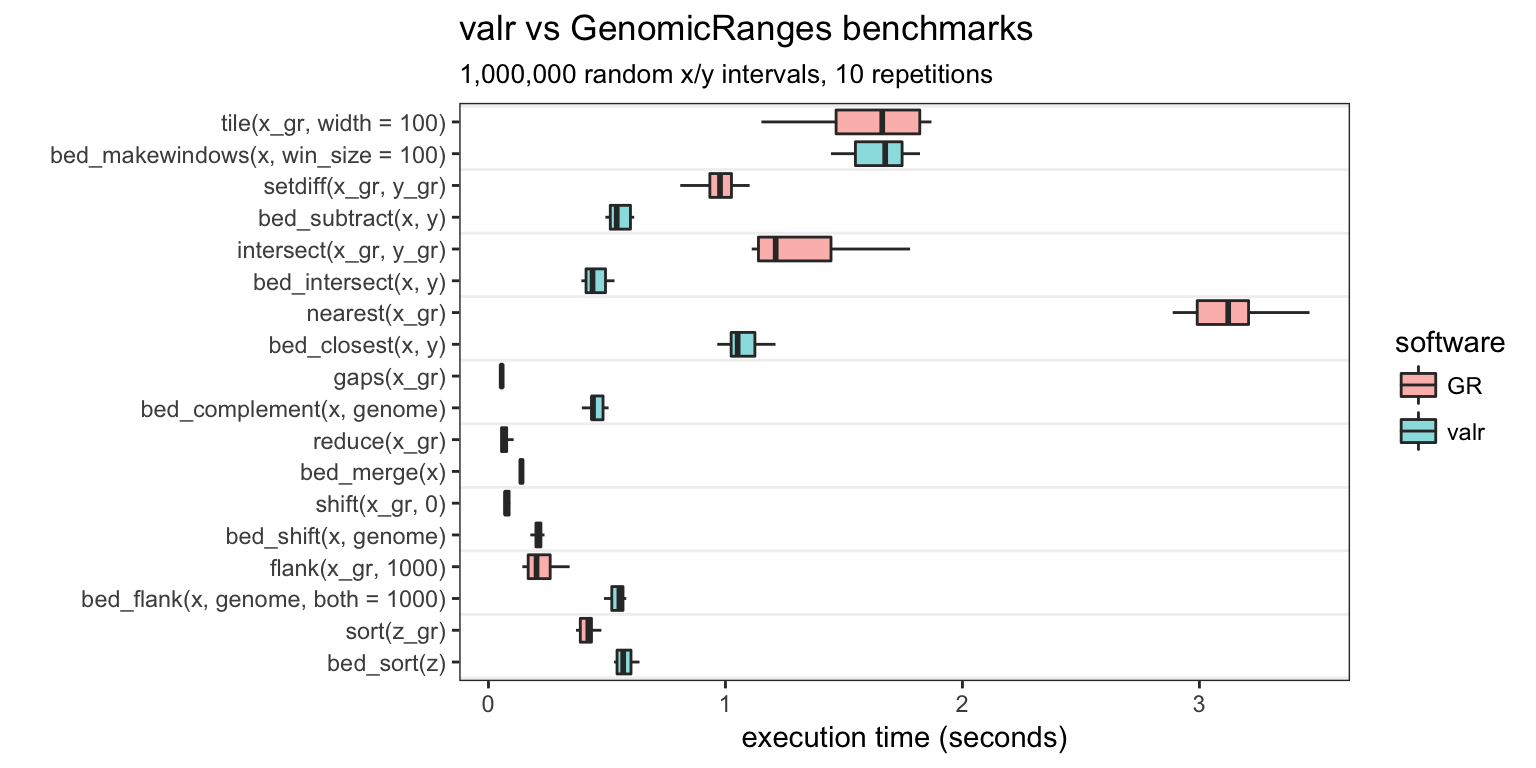 valr vs GenomicRanges benchmarks
1,000,000 random x/y intervals, 10 repetitions
tile(x_gr, width = 100)
bed_makewindows(x, win_size = 100)
setdiff(x_gr, y_gr)
bed_subtract(x, y)
intersect(x_gr, y_gr)
bed_intersect(x, y)
nearest(x_gr)
bed_closest(x, y)
gaps(x_gr)
bed_complement(x, genome)
reduce(x_gr)
bed_merge(x)
shift(x_gr, 0)
bed_shift(x, genome)
flank(x_gr, 1000)
bed_flank(x, genome, both = 1000)
sort(z_gr)
bed_sort(z)
0 1 2 3
execution time (seconds)
software
GR
valr